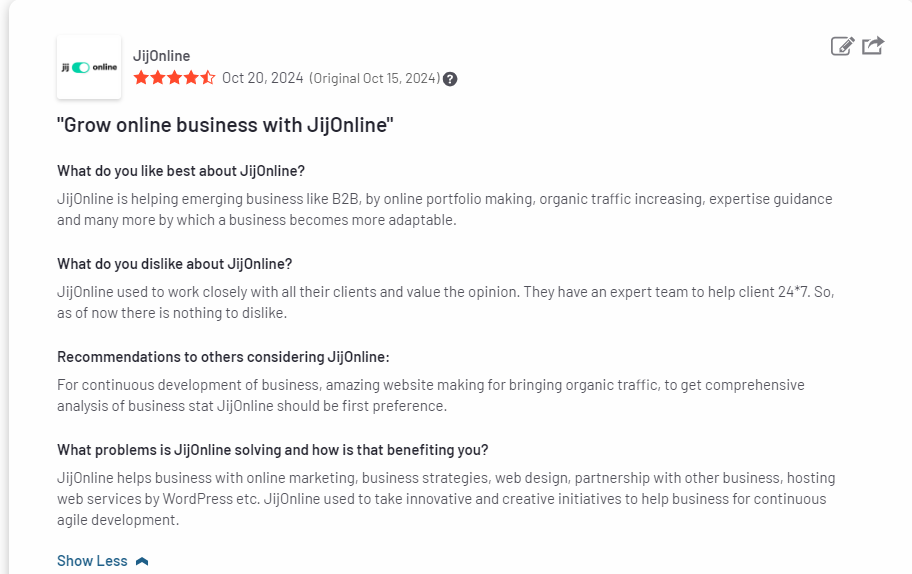 jij online
JijOnline
Oct 20, 2024 (Original Oct 15, 2024) ?
"Grow online business with JijOnline"
What do you like best about JijOnline?
JijOnline is helping emerging business like B2B, by online portfolio making, organic traffic increasing, expertise guidance
and many more by which a business becomes more adaptable.
What do you dislike about JijOnline?
JijOnline used to work closely with all their clients and value the opinion. They have an expert team to help client 24*7. So,
as of now there is nothing to dislike.
Recommendations to others considering JijOnline:
For continuous development of business, amazing website making for bringing organic traffic, to get comprehensive
analysis of business stat JijOnline should be first preference.
What problems is JijOnline solving and how is that benefiting you?
JijOnline helps business with online marketing, business strategies, web design, partnership with other business, hosting
web services by WordPress etc. JijOnline used to take innovative and creative initiatives to help business for continuous
agile development.
Show Less